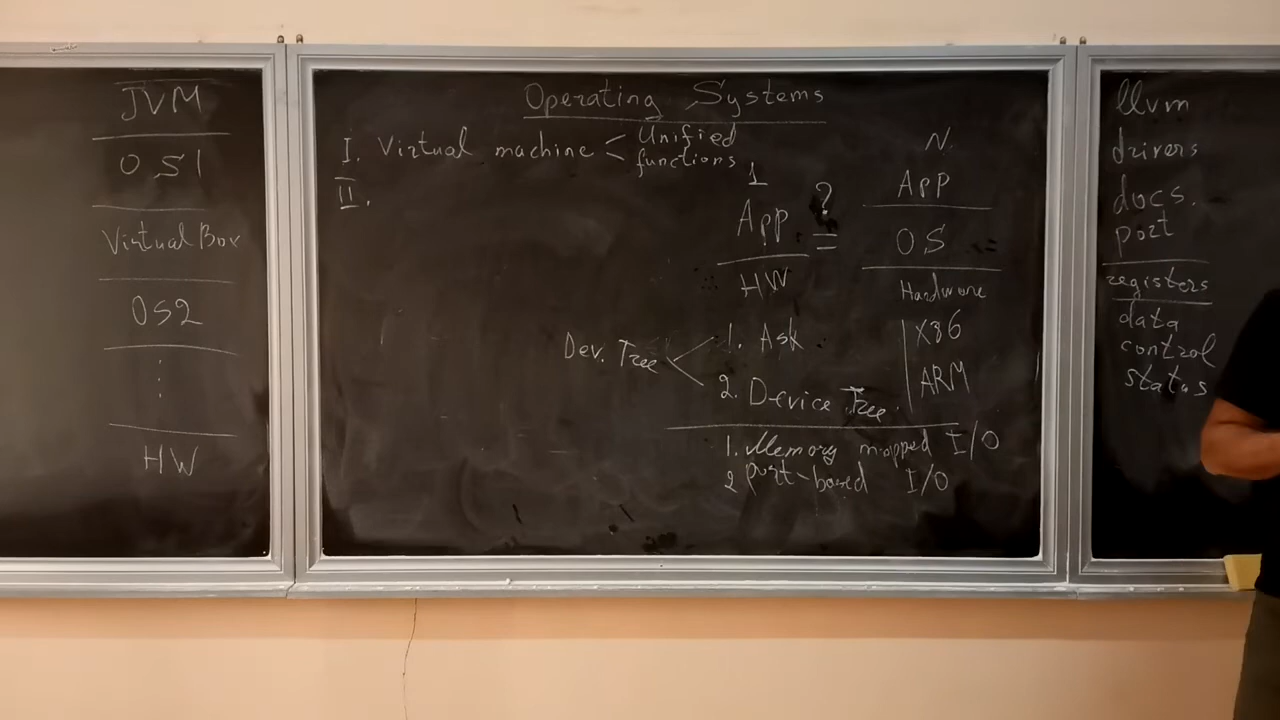 JVM
OS1
VirtualBox
OS2
HW
Operating Systems
I. Virtual machine < Unified
< functions
II.
1
App
HW
?
=
N.
App
OS
Hardware
x86
ARM
Dev. Tree
1. Ask
2. Device Tree
1. Memory mapped I/O
2 port-based I/O
llvm
drivers
docs.
port
registers
data
control
status